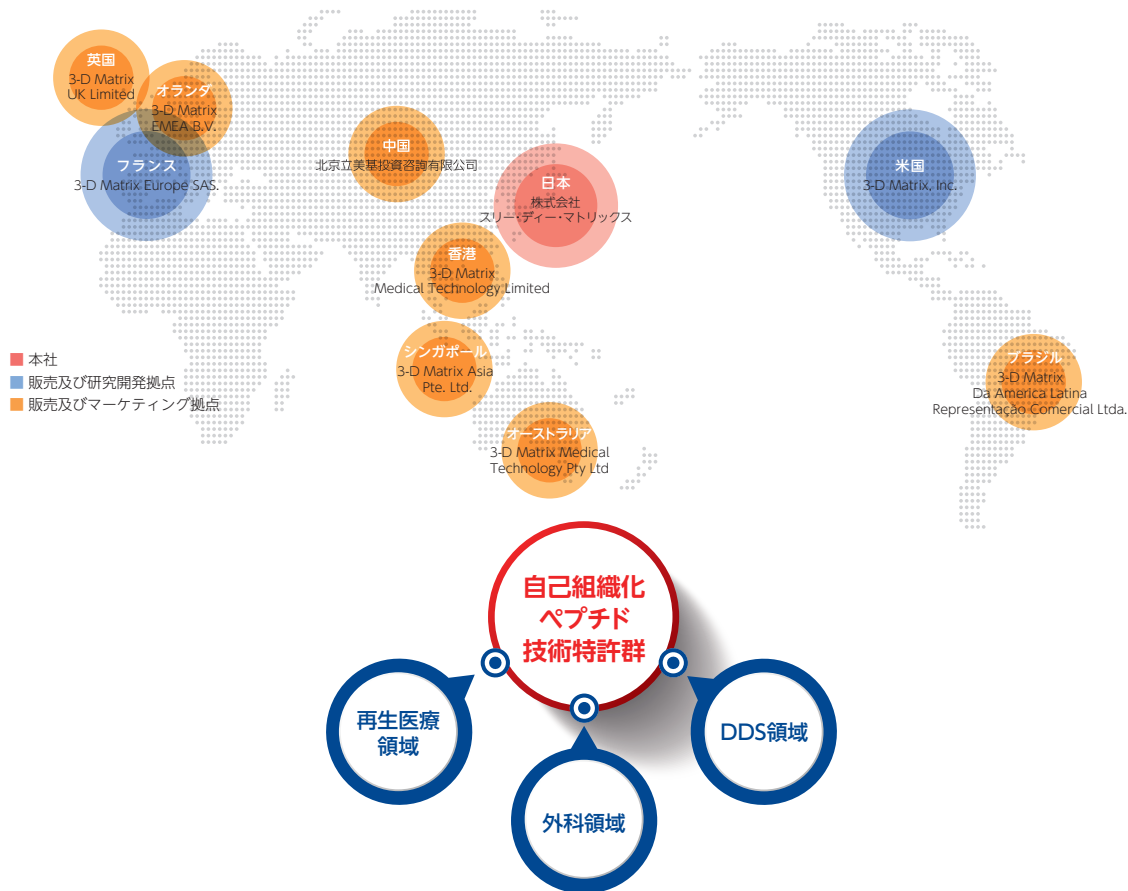 英国
3-D Matrix
UK Limited
オランダ
3-D Matrix
EMEA B.V.
フランス
3-D Matrix Europe SAS.
中国
北京立美基投資咨詢有限公司
日本
株式会社
スリー・ディー・マトリックス
米国
3-D Matrix, Inc.
香港
3-D Matrix
Medical Technology Limited
シンガポール
3-D Matrix Asia
Pte. Ltd.
オーストラリア
3-D Matrix Medical
Technology Pty Ltd
ブラジル
3-D Matrix
Da America Latina
Representação Comercial Ltda.
本社
販売及び研究開発拠点
販売及びマーケティング拠点
自己組織化
ペプチド
技術特許群
再生医療
領域
外科領域
DDS領域